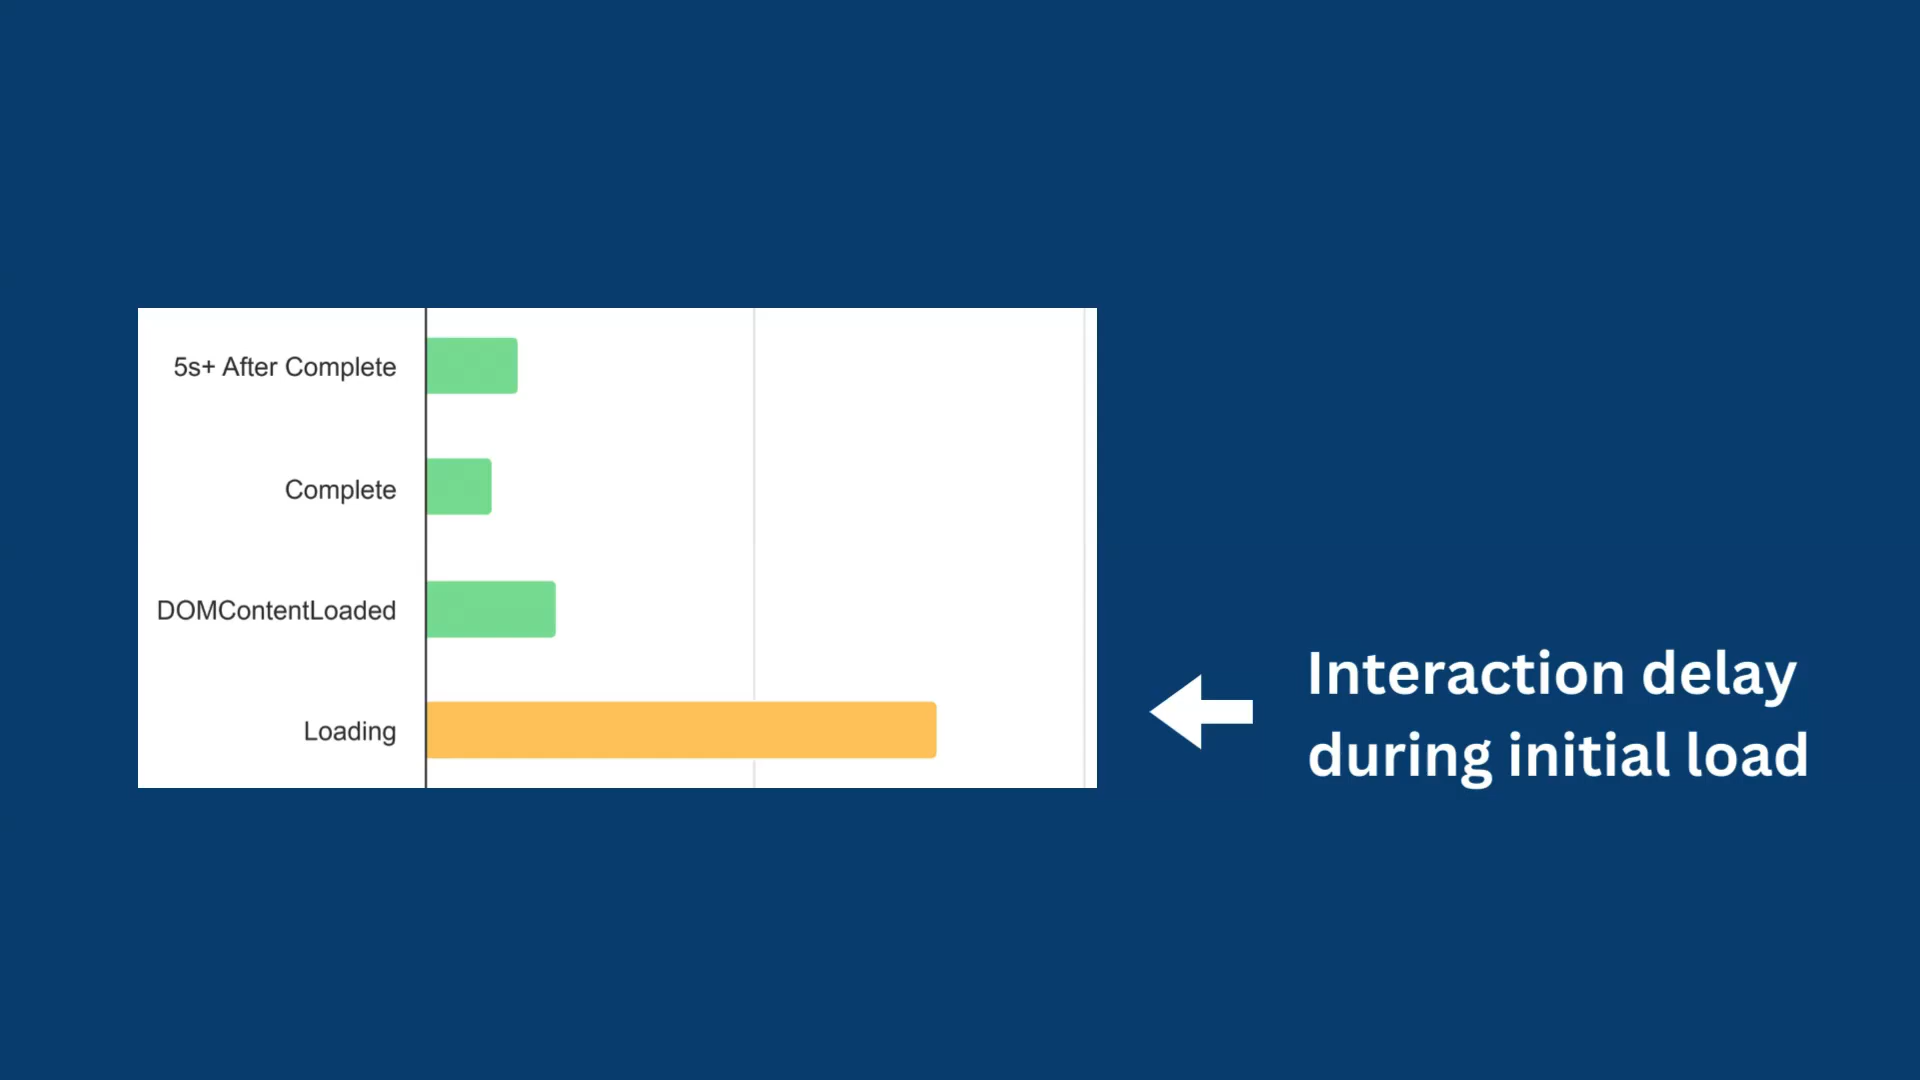 5s+ After Complete
Complete
DOMContentLoaded
Loading
Interaction delay
during initial load